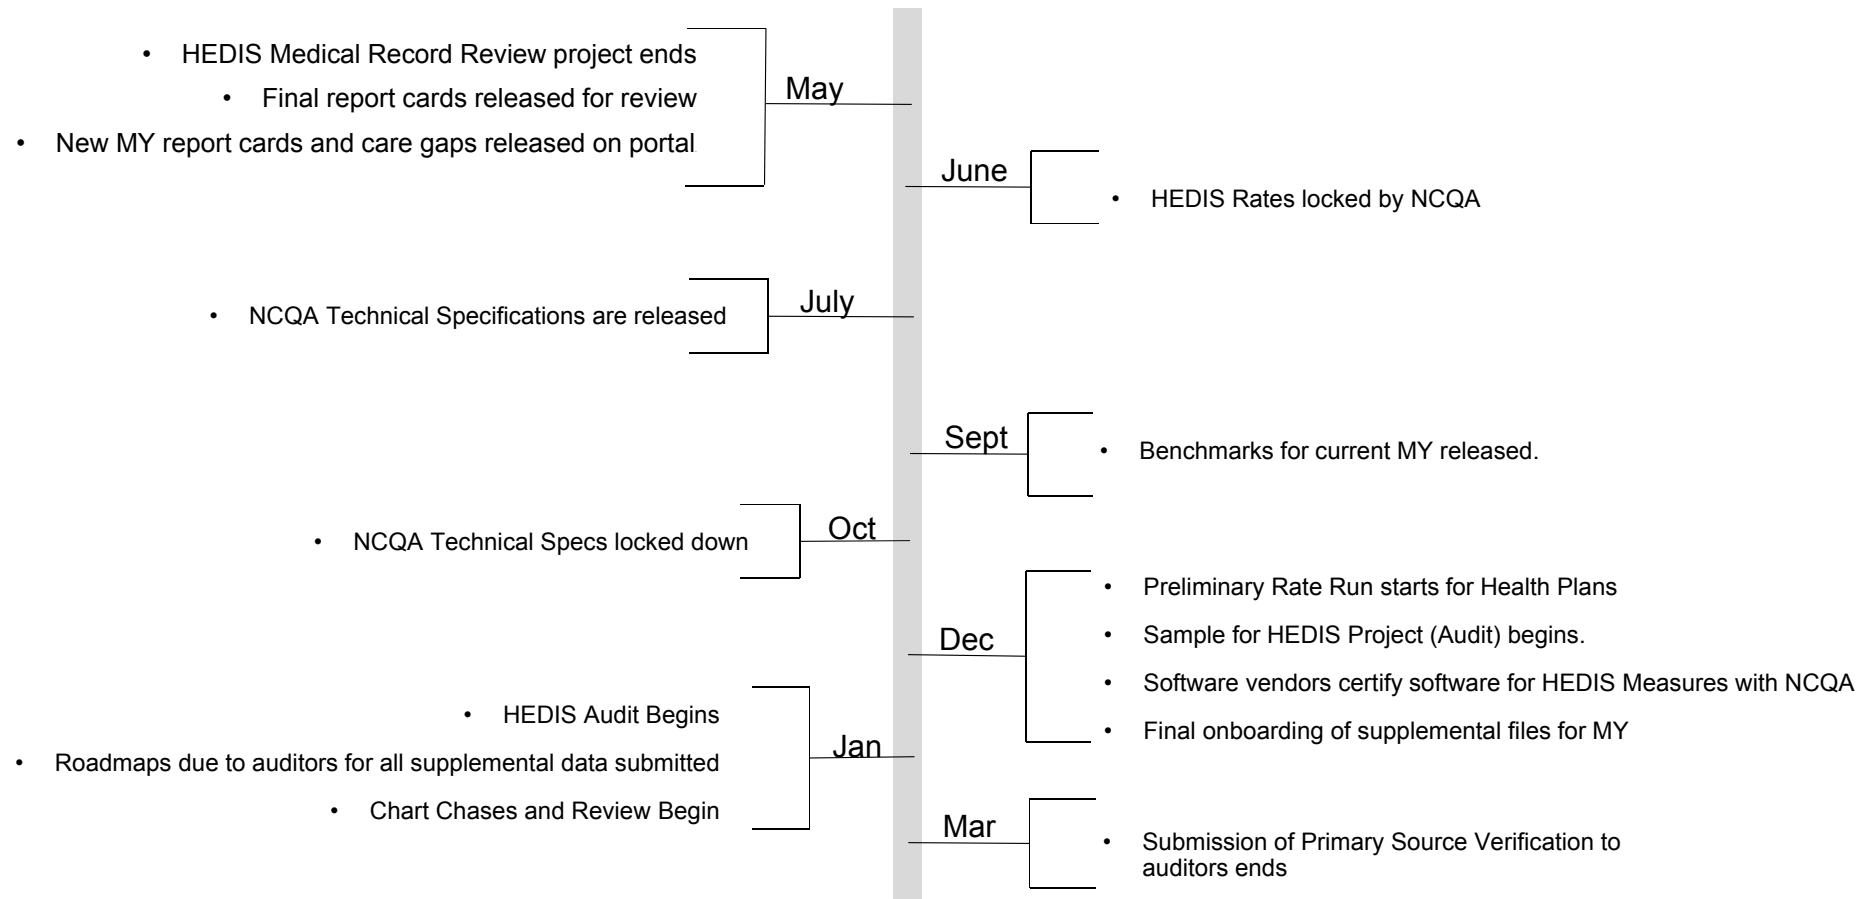 • HEDIS Medical Record Review project ends
• Final report cards released for review
• New MY report cards and care gaps released on portal
May
June
• HEDIS Rates locked by NCQA
• NCQA Technical Specifications are released
July
Sept
• Benchmarks for current MY released.
• NCQA Technical Specs locked down
Oct
Dec
• Preliminary Rate Run starts for Health Plans
• Sample for HEDIS Project (Audit) begins.
• Software vendors certify software for HEDIS Measures with NCQA
• Final onboarding of supplemental files for MY
• HEDIS Audit Begins
• Roadmaps due to auditors for all supplemental data submitted
• Chart Chases and Review Begin
Jan
Mar
• Submission of Primary Source Verification to
auditors ends